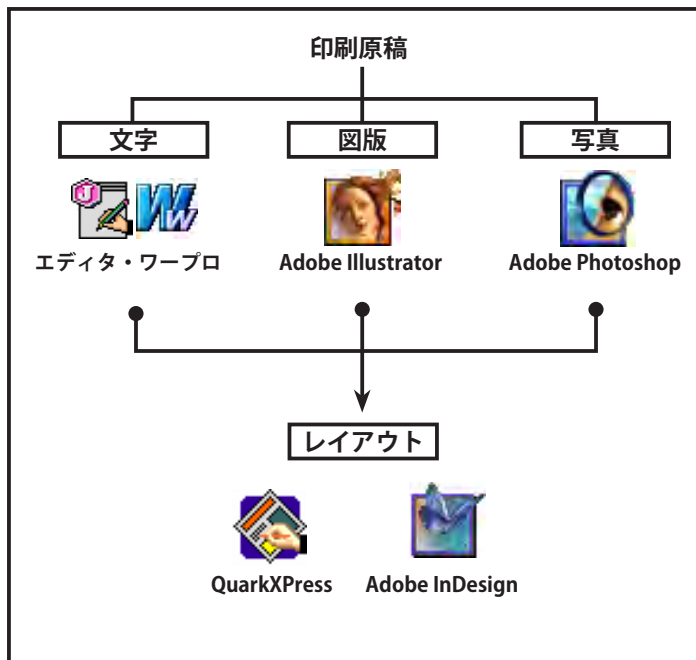 印刷原稿
文字
図版
写真
エディタ・ワープロ
Adobe Illustrator
Adobe Photoshop
レイアウト
QuarkXPress
Adobe InDesign